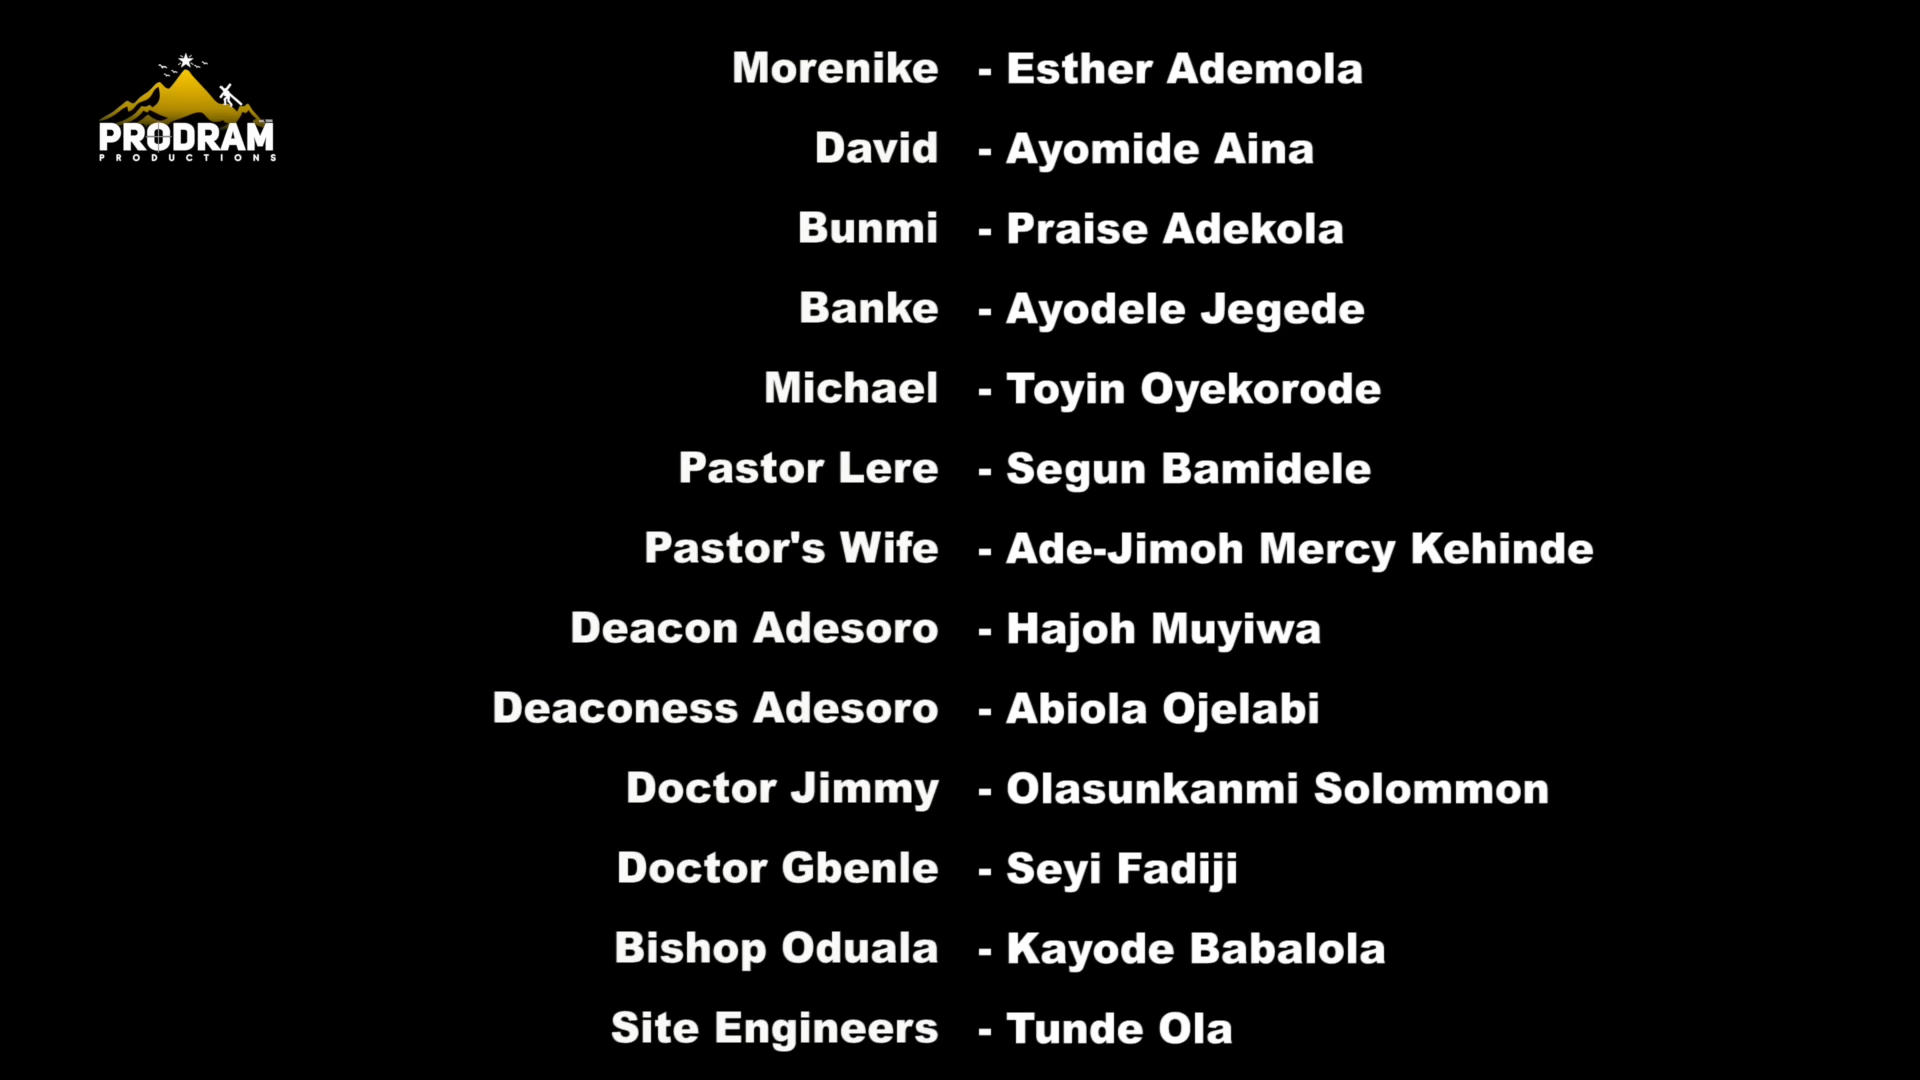 PRODRAM
PRODUCTIONS
Morenike - Esther Ademola
David - Ayomide Aina
Bunmi - Praise Adekola
Banke - Ayodele Jegede
Michael - Toyin Oyekorode
Pastor Lere - Segun Bamidele
Pastor's Wife - Ade-Jimoh Mercy Kehinde
Deacon Adesoro - Hajoh Muyiwa
Deaconess Adesoro - Abiola Ojelabi
Doctor Jimmy - Olasunkanmi Solommon
Doctor Gbenle - Seyi Fadiji
Bishop Oduala - Kayode Babalola
Site Engineers - Tunde Ola